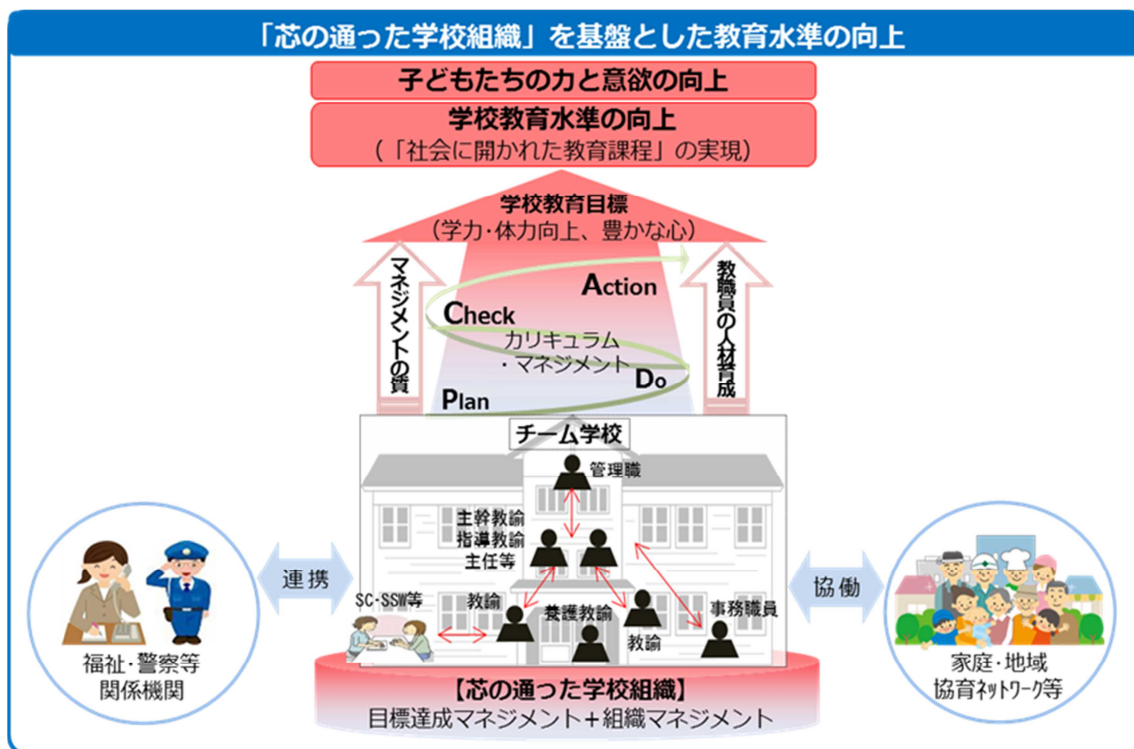 「芯の通った学校組織」を基盤とした教育水準の向上
子どもたちの力と意欲の向上
学校教育水準の向上
(「社会に開かれた教育課程」の実現)
学校教育目標
(学力･体力向上、豊かな心)
マネジメントの質
教職員の人材育成
Action
Check
カリキュラム
・マネジメント
Do
Plan
チーム学校
管理職
主幹教諭
指導教諭
主任等
SC･SSW等
教諭
養護教諭
教諭
事務職員
連携
協働
福祉･警察等
関係機関
家庭･地域
協育ネットワーク等
【芯の通った学校組織】
目標達成マネジメント＋組織マネジメント